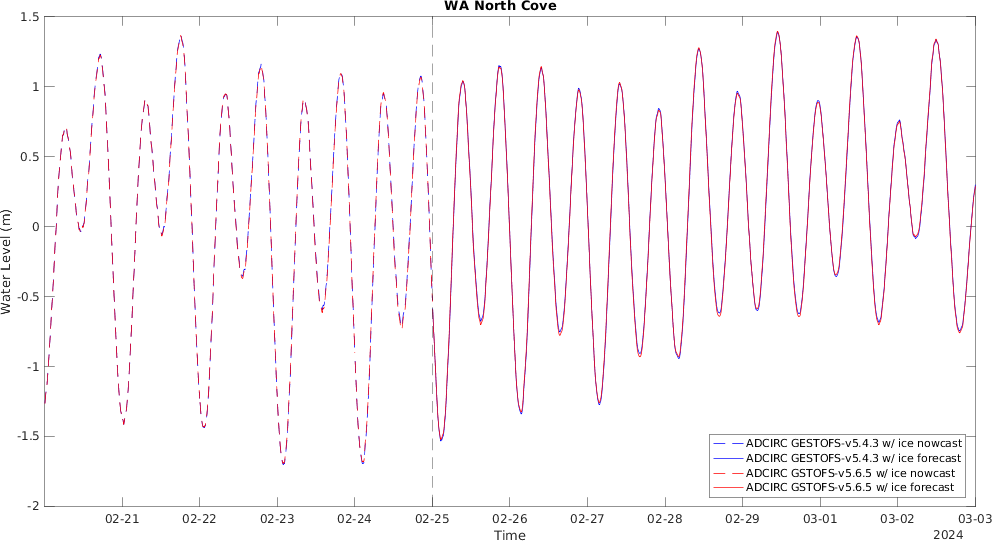 WA North Cove
1.5
1
0.5
0
-0.5
-1
-1.5
-2
Water Level (m)
ADCIRC GESTOFS-v5.4.3 w/ ice nowcast
ADCIRC GESTOFS-v5.4.3 w/ ice forecast
ADCIRC GSTOFS-v5.6.5 w/ ice nowcast
ADCIRC GSTOFS-v5.6.5 w/ ice forecast
02-21 02-22 02-23 02-24 02-25 02-26 02-27 02-28 02-29 03-01 03-02 03-03
Time
2024